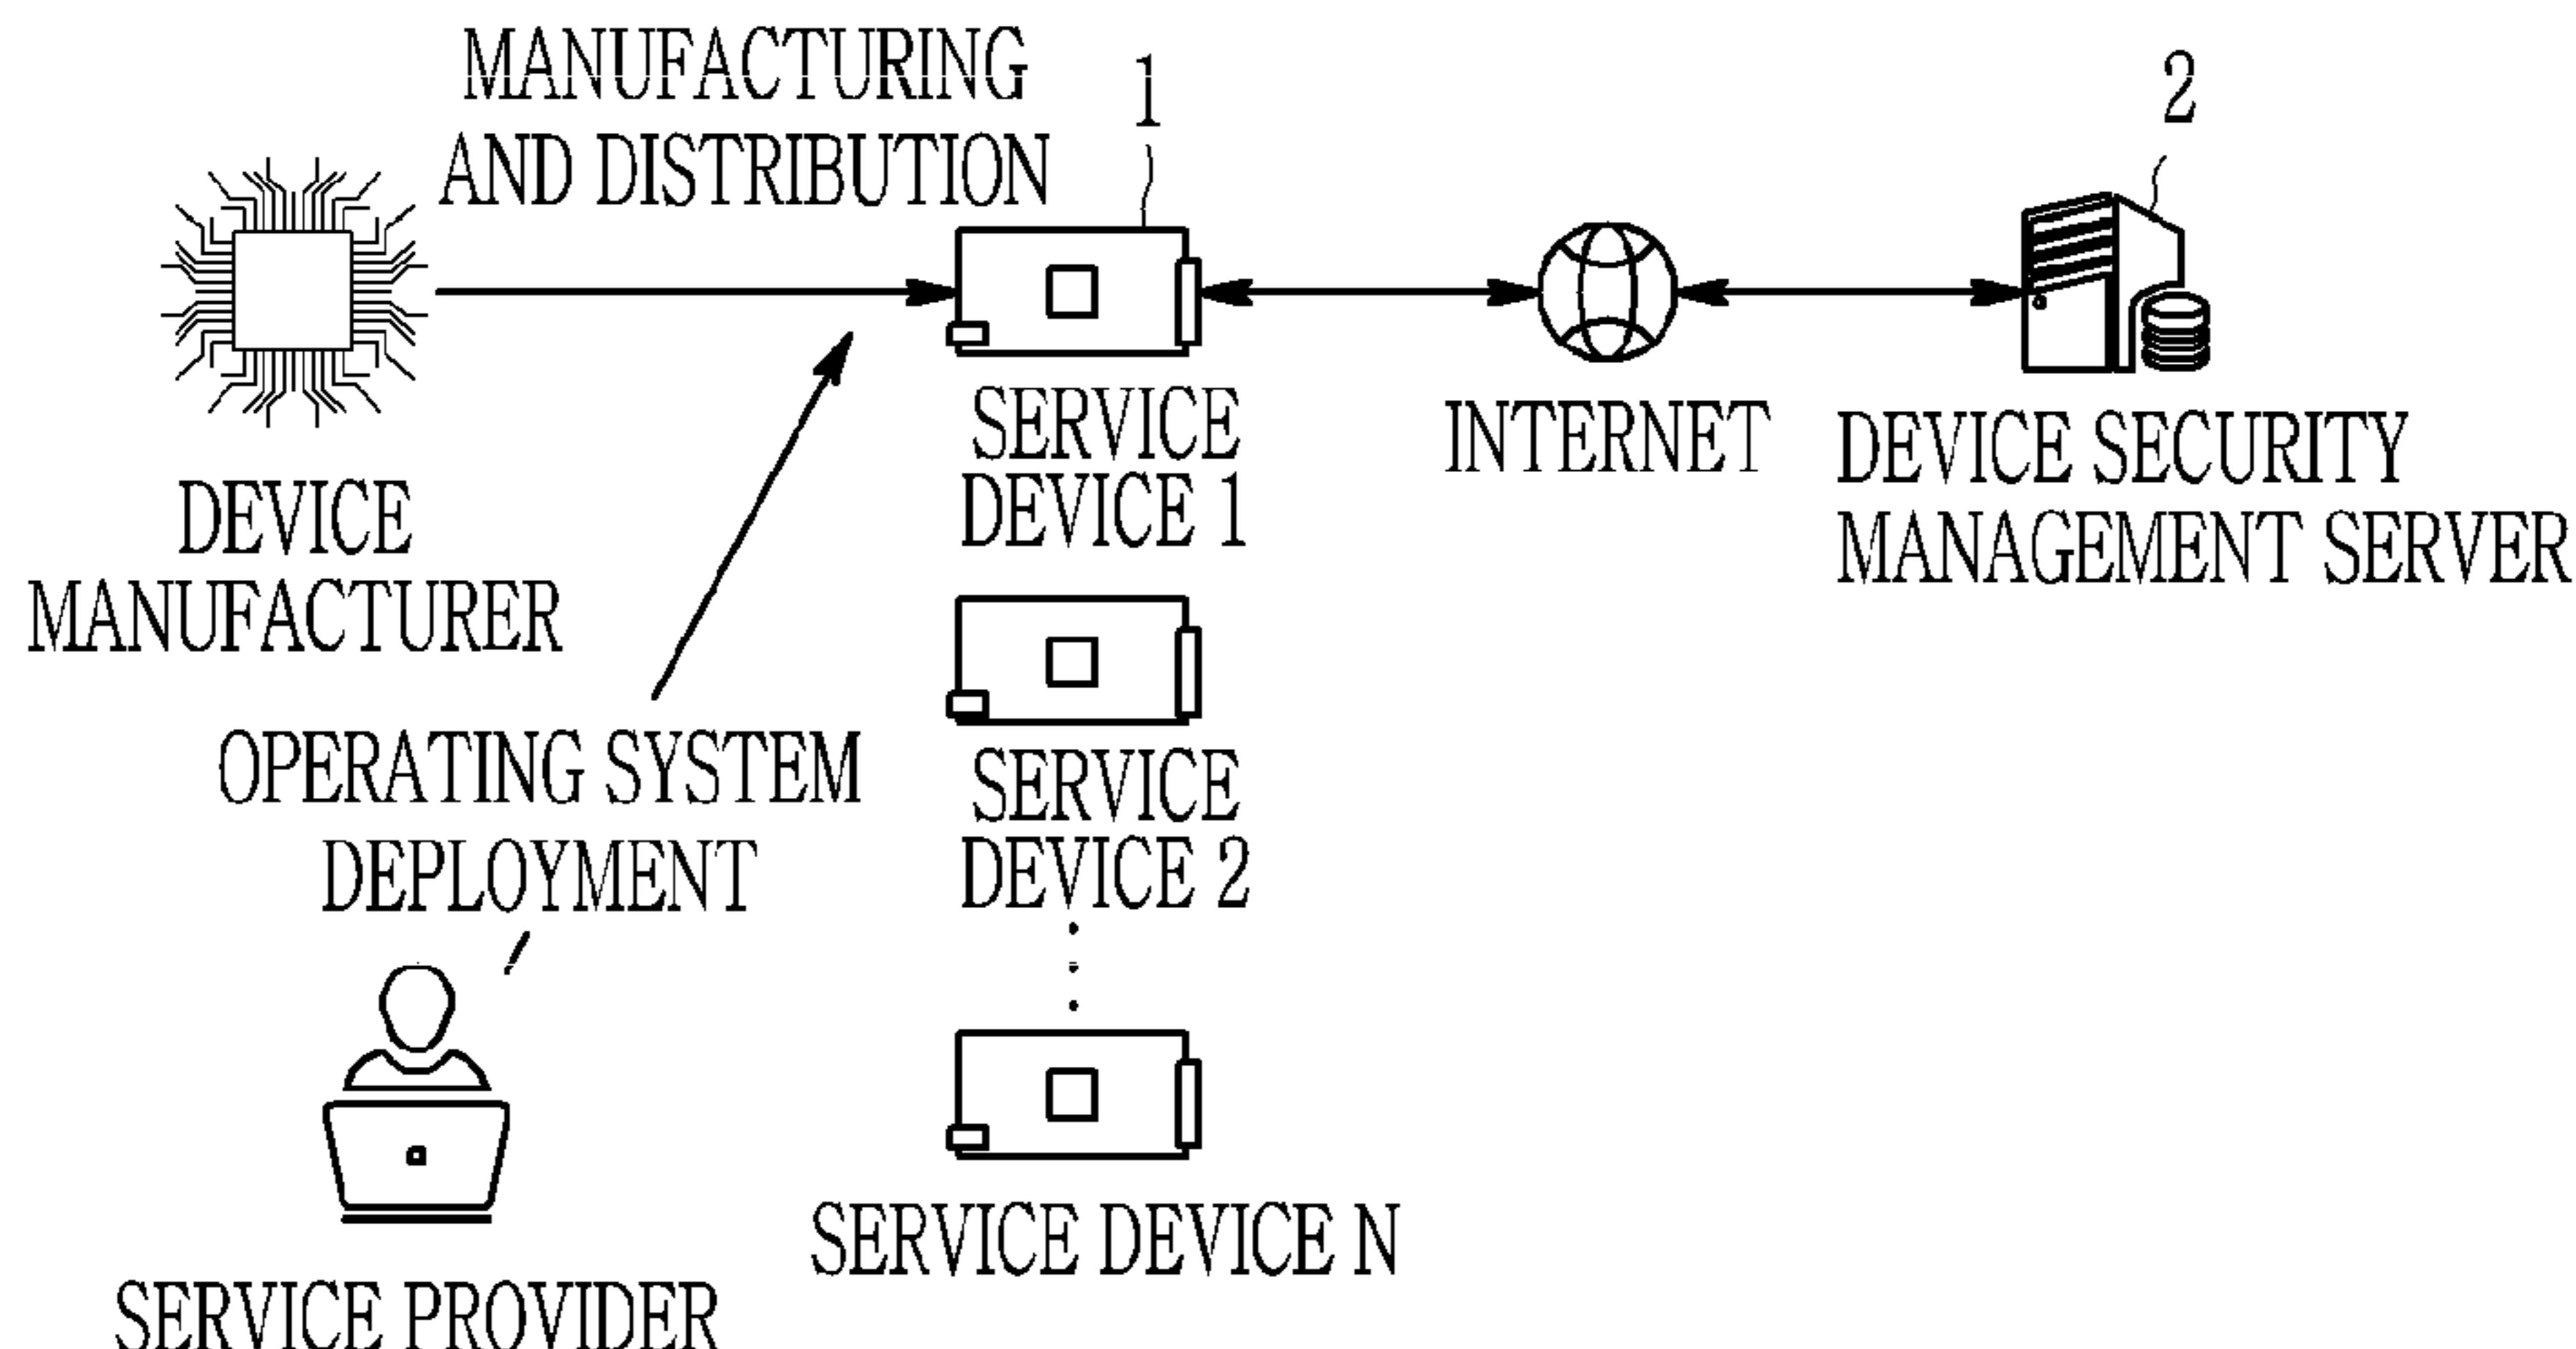 MANUFACTURING
AND DISTRIBUTION
1
2
DEVICE
MANUFACTURER
SERVICE
DEVICE 1
INTERNET
DEVICE SECURITY
MANAGEMENT SERVER
OPERATING SYSTEM
DEPLOYMENT
SERVICE
DEVICE 2
SERVICE DEVICE N
SERVICE PROVIDER